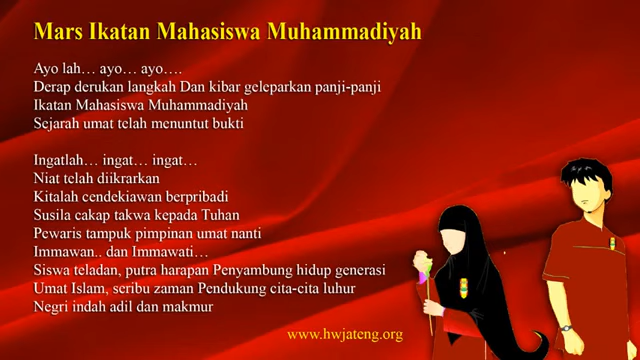 Mars Ikatan Mahasiswa Muhammadiyah
Ayo lah… ayo… ayo….
Derap derukan langkah Dan kibar geleparkan panji-panji
Ikatan Mahasiswa Muhammadiyah
Sejarah umat telah menuntut bukti
Ingatlah… ingat… ingat…
Niat telah diikrarkan
Kitalah cendekiawan berpribadi
Susila cakap takwa kepada Tuhan
Pewaris tampuk pimpinan umat nanti
Immawan.. dan Immawati…
Siswa teladan, putra harapan Penyambung hidup generasi
Umat Islam, seribu zaman Pendukung cita-cita luhur
Negri indah adil dan makmur
www.hwjateng.org